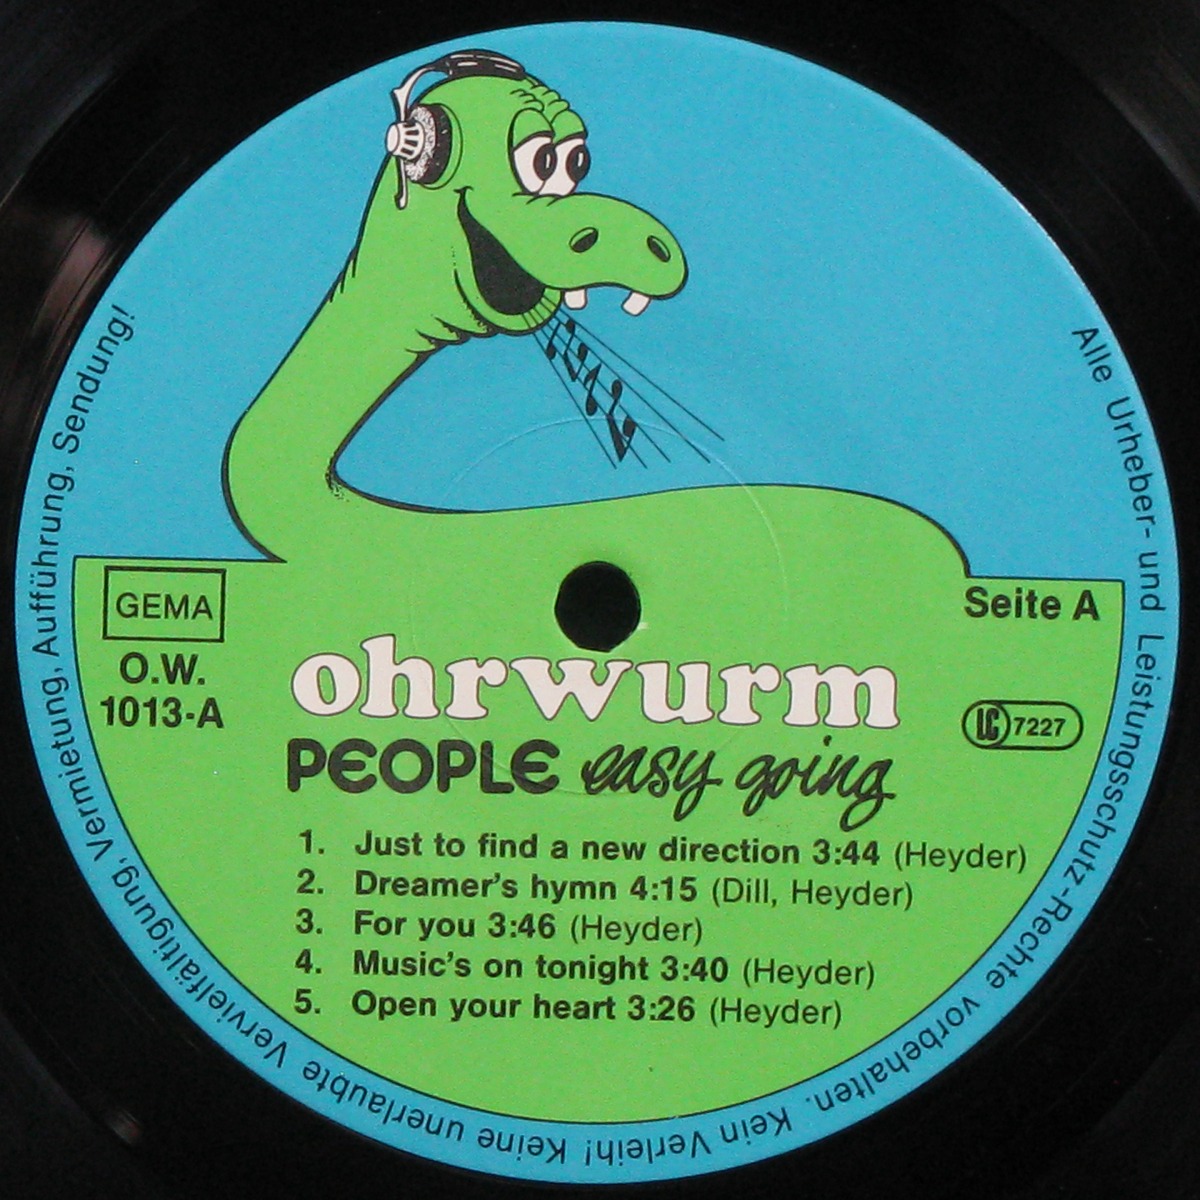 GEMA
O.W.
1013-A
Seite A
LC 7227
ohrwurm
PEOPLE easy going
1. Just to find a new direction 3:44 (Heyder)
2. Dreamer's hymn 4:15 (Dill, Heyder)
3. For you 3:46 (Heyder)
4. Music's on tonight 3:40 (Heyder)
5. Open your heart 3:26 (Heyder)
Alle Urheber- und Leistungsschutz-Rechte vorbehalten. Kein Verleih! Keine unerlaubte Vervielfältigung, Vermietung, Aufführung, Sendung!